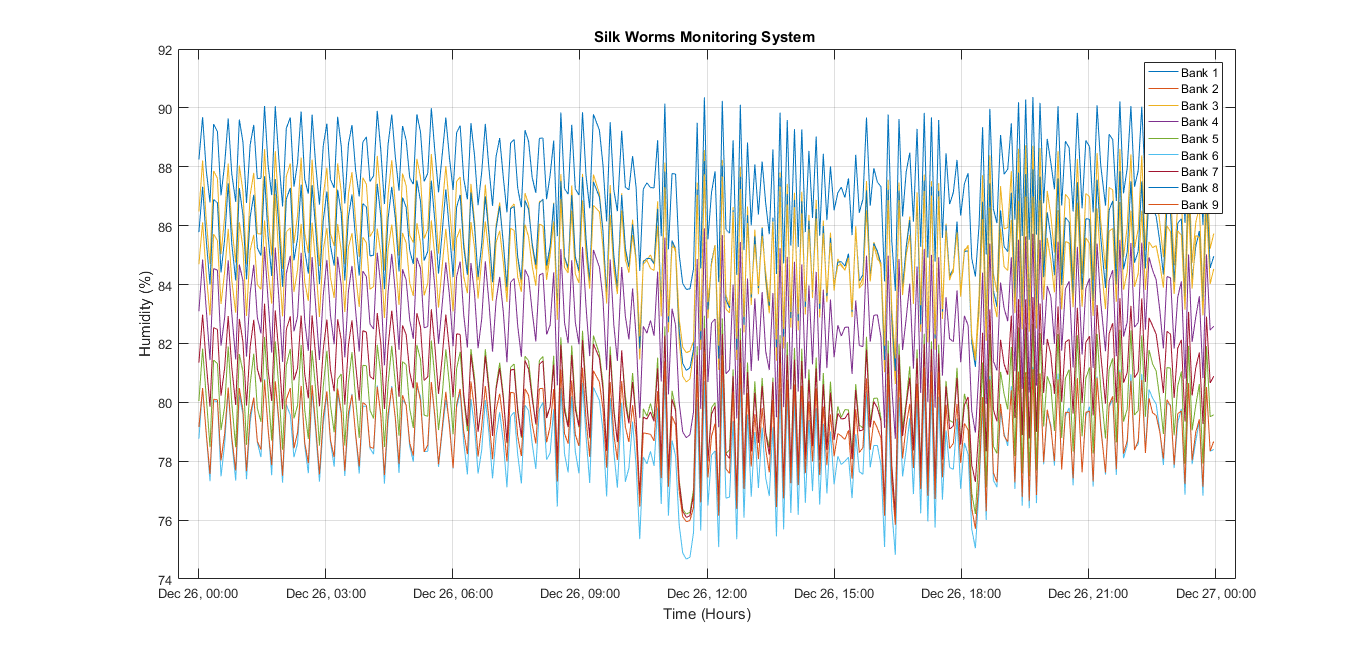 Silk Worms Monitoring System
92
90
88
86
84
82
80
78
76
74
Humidity (%)
Bank 1
Bank 2
Bank 3
Bank 4
Bank 5
Bank 6
Bank 7
Bank 8
Bank 9
Dec 26, 00:00
Dec 26, 03:00
Dec 26, 06:00
Dec 26, 09:00
Dec 26, 12:00
Dec 26, 15:00
Dec 26, 18:00
Dec 26, 21:00
Dec 27, 00:00
Time (Hours)